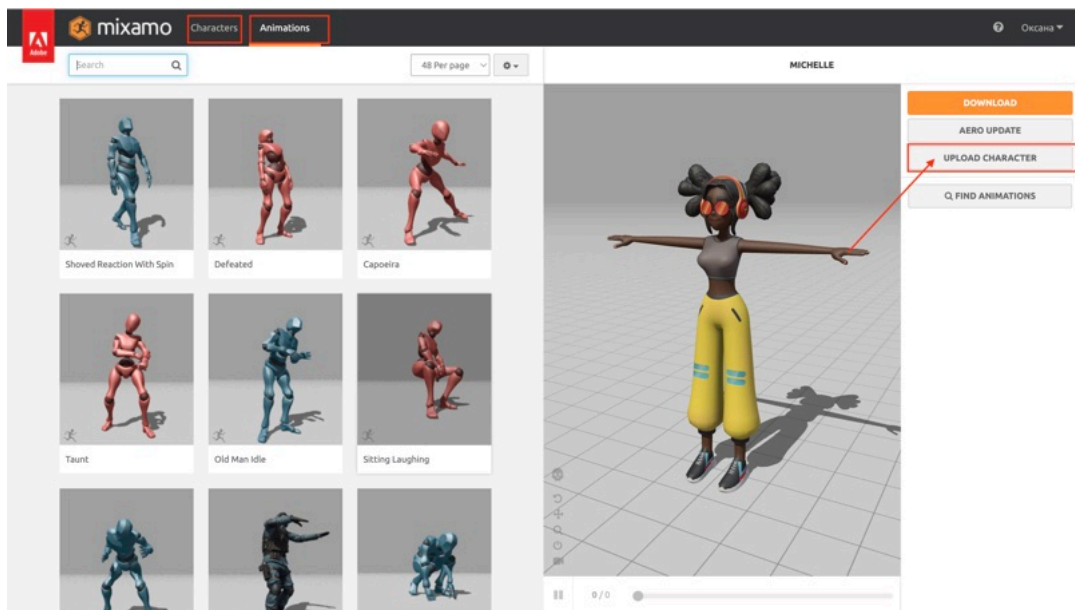 Adobe
mixamo
Characters
Animations
Оксана
Search
48 Per page
MICHELLE
DOWNLOAD
AERO UPDATE
UPLOAD CHARACTER
FIND ANIMATIONS
Shoved Reaction With Spin
Defeated
Capoeira
Taunt
Old Man Idle
Sitting Laughing
0 / 0